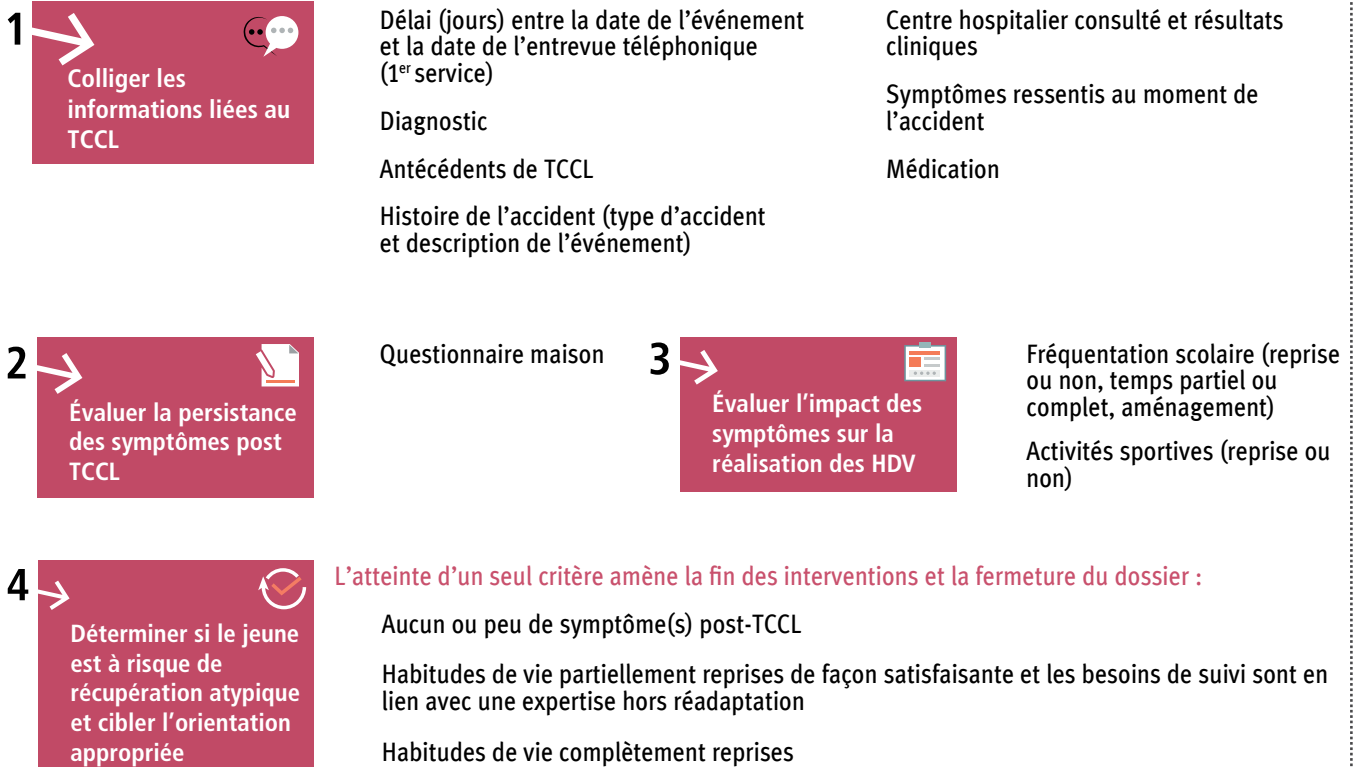 1
Colliger les
informations liées au
TCCL
Délai (jours) entre la date de l’événement
et la date de l’entrevue téléphonique
(1er service)
Diagnostic
Antécédents de TCCL
Histoire de l’accident (type d’accident
et description de l’événement)
Centre hospitalier consulté et résultats
cliniques
Symptômes ressentis au moment de
l’accident
Médication
2
Évaluer la persistance
des symptômes post
TCCL
Questionnaire maison
3
Évaluer l’impact des
symptômes sur la
réalisation des HDV
Fréquentation scolaire (reprise
ou non, temps partiel ou
complet, aménagement)
Activités sportives (reprise ou
non)
4
Déterminer si le jeune
est à risque de
récupération atypique
et cibler l’orientation
appropriée
L’atteinte d’un seul critère amène la fin des interventions et la fermeture du dossier :
Aucun ou peu de symptôme(s) post-TCCL
Habitudes de vie partiellement reprises de façon satisfaisante et les besoins de suivi sont en
lien avec une expertise hors réadaptation
Habitudes de vie complètement reprises